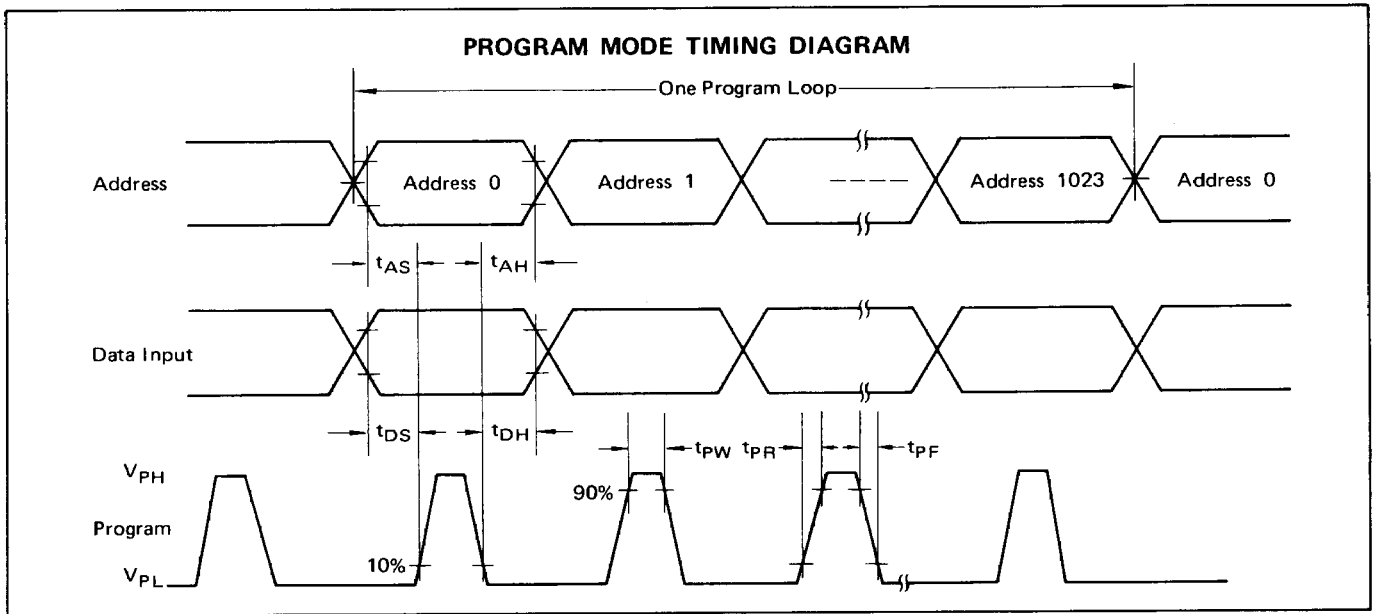 PROGRAM MODE TIMING DIAGRAM
One Program Loop
Address
Address 0
Address 1
Address 1023
Address 0
tAS
tAH
Data Input
tDS
tDH
tPW
tPR
tPF
VPH
90%
Program
10%
VPL